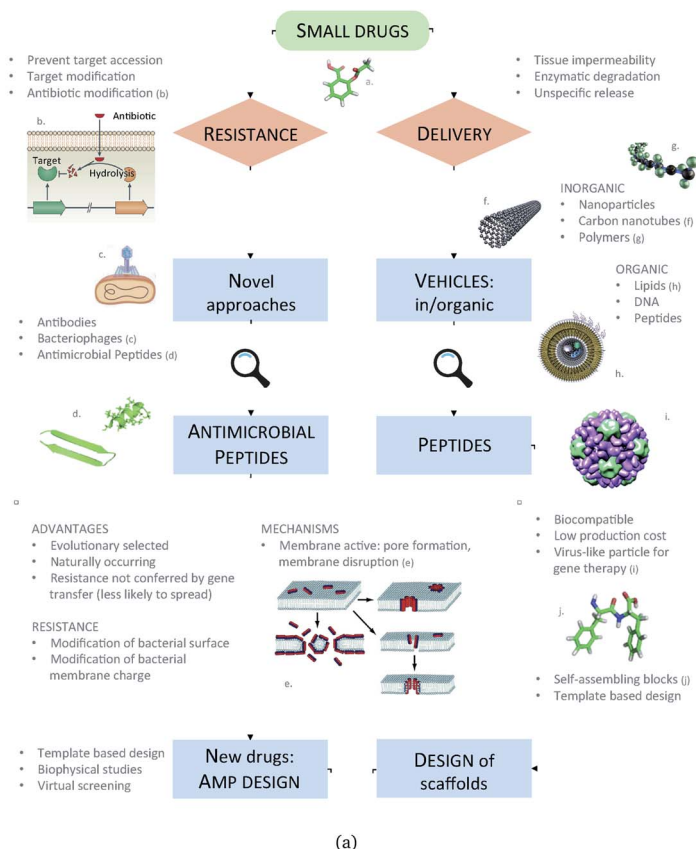 SMALL DRUGS
• Prevent target accession
• Target modification
• Antibiotic modification (b)
a.
• Tissue impermeability
• Enzymatic degradation
• Unspecific release
b.
Antibiotic
Target
Hydrolysis
RESISTANCE
DELIVERY
g.
f.
INORGANIC
• Nanoparticles
• Carbon nanotubes (f)
• Polymers (g)
c.
Novel
approaches
VEHICLES:
in/organic
ORGANIC
• Lipids (h)
• DNA
• Peptides
h.
• Antibodies
• Bacteriophages (c)
• Antimicrobial Peptides (d)
d.
ANTIMICROBIAL
PEPTIDES
PEPTIDES
i.
ADVANTAGES
• Evolutionary selected
• Naturally occurring
• Resistance not conferred by gene
transfer (less likely to spread)
RESISTANCE
• Modification of bacterial surface
• Modification of bacterial
membrane charge
MECHANISMS
• Membrane active: pore formation,
membrane disruption (e)
e.
• Biocompatible
• Low production cost
• Virus-like particle for
gene therapy (i)
j.
• Self-assembling blocks (j)
• Template based design
• Template based design
• Biophysical studies
• Virtual screening
New drugs:
AMP DESIGN
DESIGN of
scaffolds
(a)